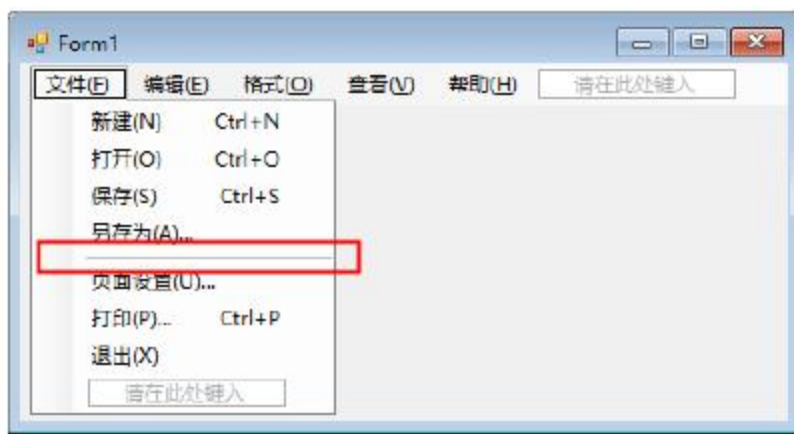 Form1
文件(F) 编辑(E) 格式(O) 查看(V) 帮助(H) 请在此处键入
新建(N) Ctrl+N
打开(O) Ctrl+O
保存(S) Ctrl+S
另存为(A)...
页面设置(U)...
打印(P)... Ctrl+P
退出(X)
请在此处键入